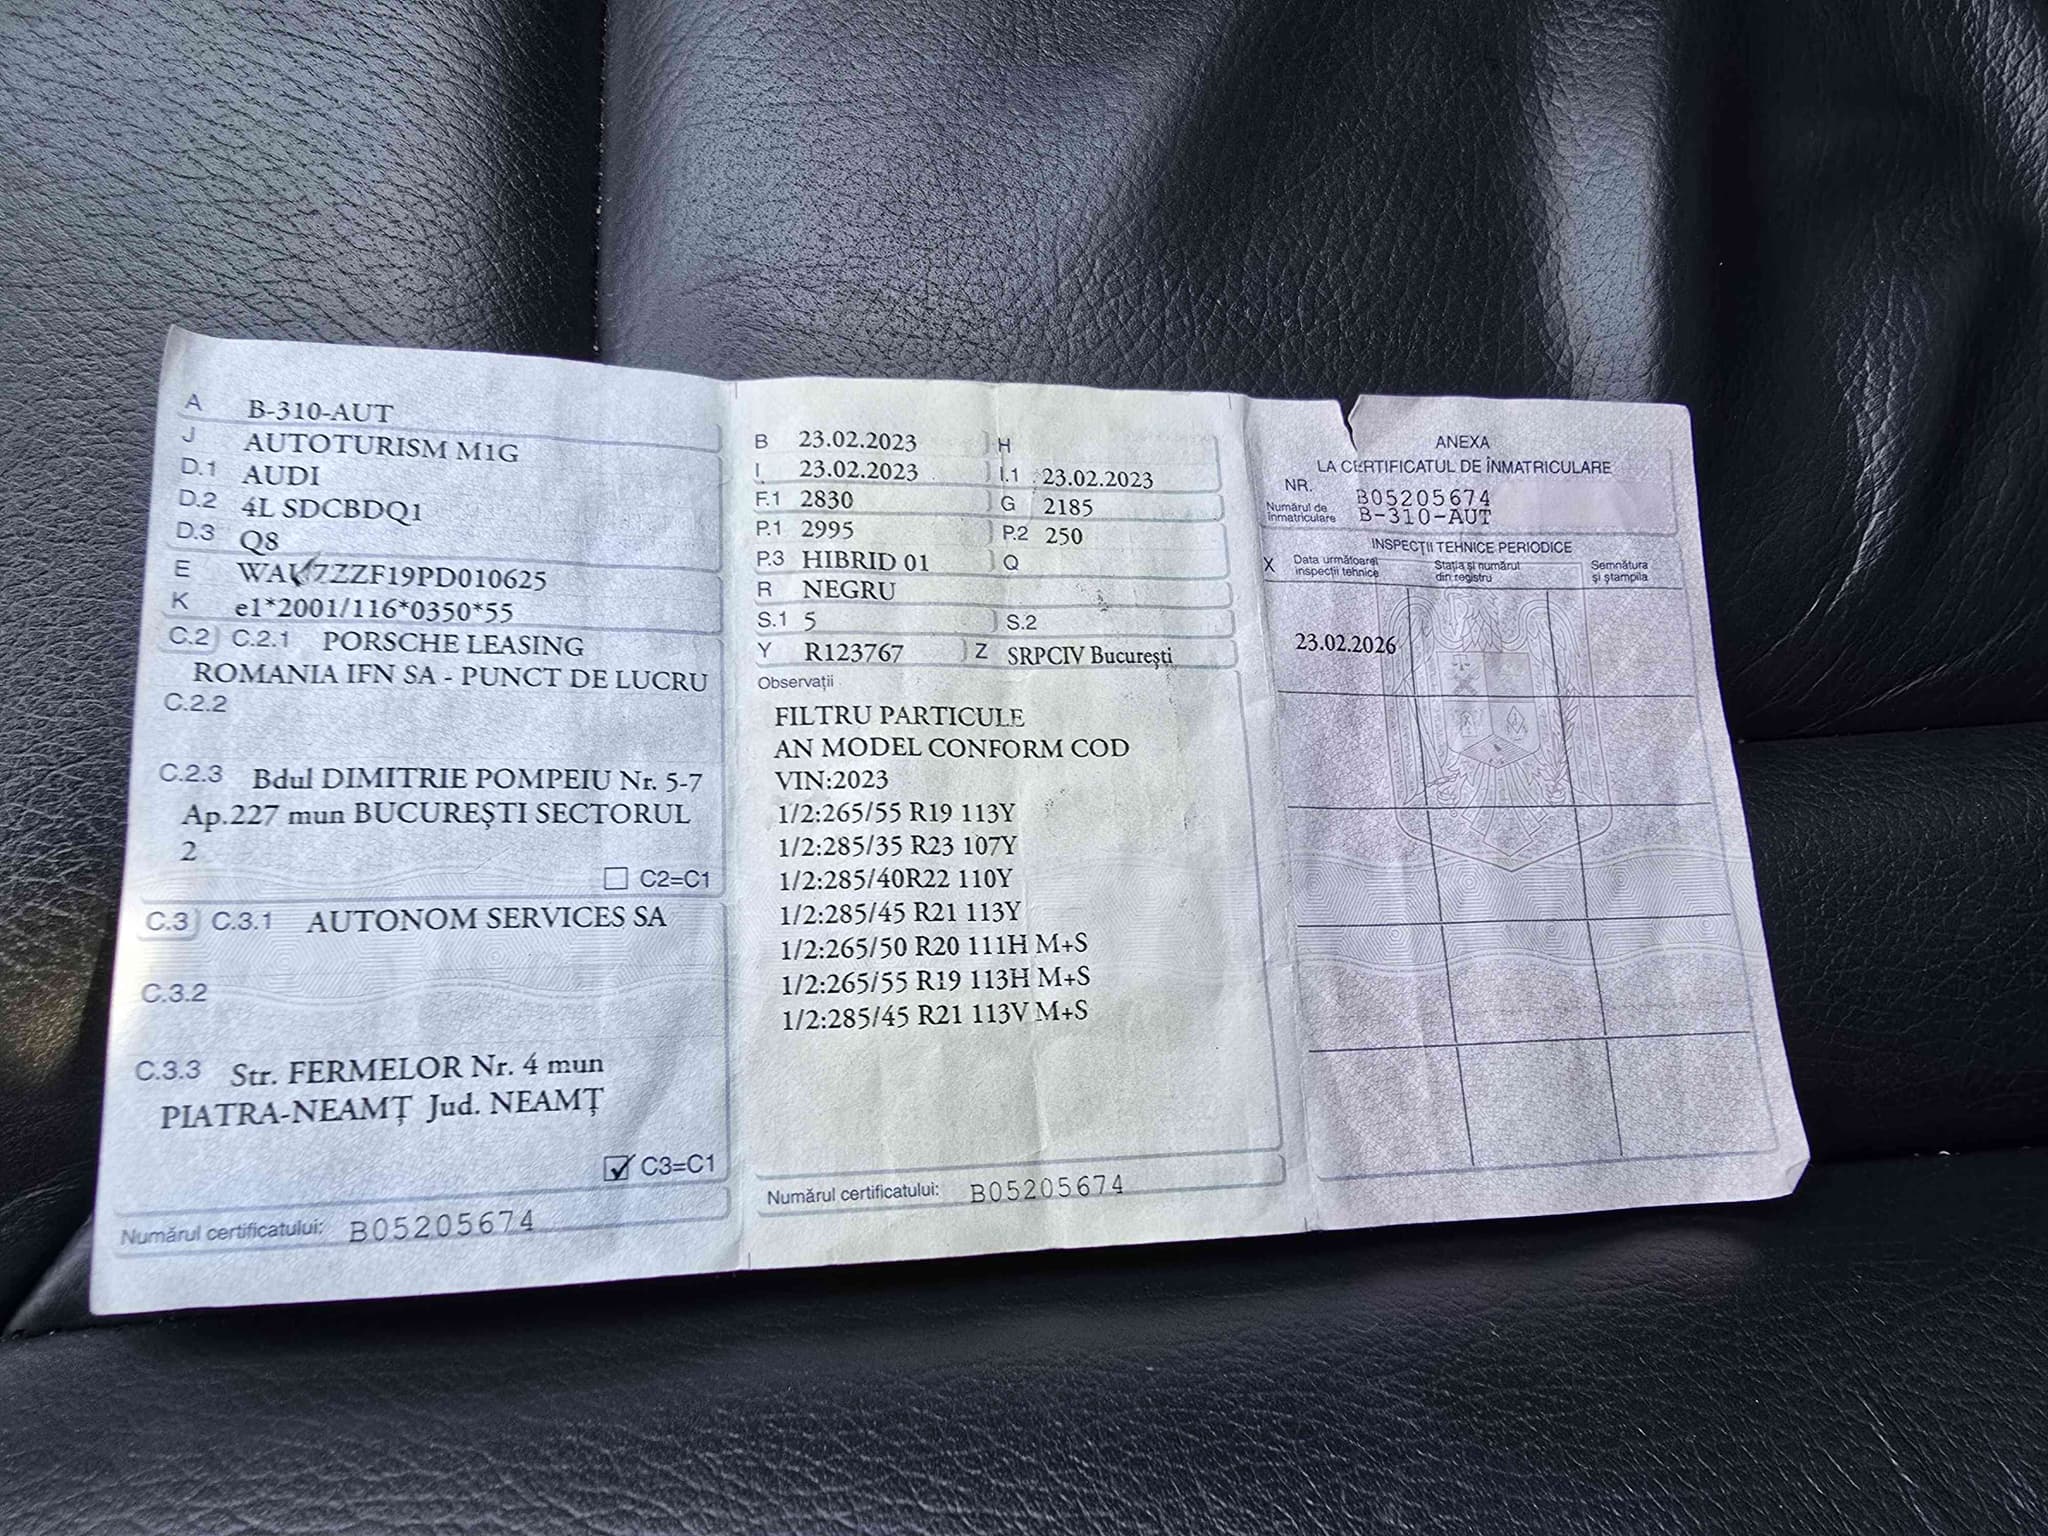 A B-310-AUT
J AUTOTURISM M1G
D.1 AUDI
D.2 4L SDCBDQ1
D.3 Q8
E WAUZZZF19PD010625
K e1*2001/116*0350*55
C.2 C.2.1 PORSCHE LEASING
ROMANIA IFN SA - PUNCT DE LUCRU
C.2.2
C.2.3 Bdul DIMITRIE POMPEIU Nr. 5-7
Ap.227 mun BUCUREȘTI SECTORUL
2
C2=C1
C.3 C.3.1 AUTONOM SERVICES SA
C.3.2
C.3.3 Str. FERMELOR Nr. 4 mun
PIATRA-NEAMȚ Jud. NEAMȚ
C3=C1
Numărul certificatului: B05205674
B 23.02.2023 H
I 23.02.2023 I.1 23.02.2023
F.1 2830 G 2185
P.1 2995 P.2 250
P.3 HIBRID 01 Q
R NEGRU
S.1 5 S.2
Y R123767 Z SRPCIV București
Observații
FILTRU PARTICULE
AN MODEL CONFORM COD
VIN:2023
1/2:265/55 R19 113Y
1/2:285/35 R23 107Y
1/2:285/40R22 110Y
1/2:285/45 R21 113Y
1/2:265/50 R20 111H M+S
1/2:265/55 R19 113H M+S
1/2:285/45 R21 113V M+S
Numărul certificatului: B05205674
ANEXA
LA CERTIFICATUL DE ÎNMATRICULARE
NR. B05205674
Numărul de
înmatriculare B-310-AUT
INSPECȚII TEHNICE PERIODICE
X Data următoarei
inspecții tehnice
Stația și numărul
din registru
Semnătura
și ștampila
23.02.2026